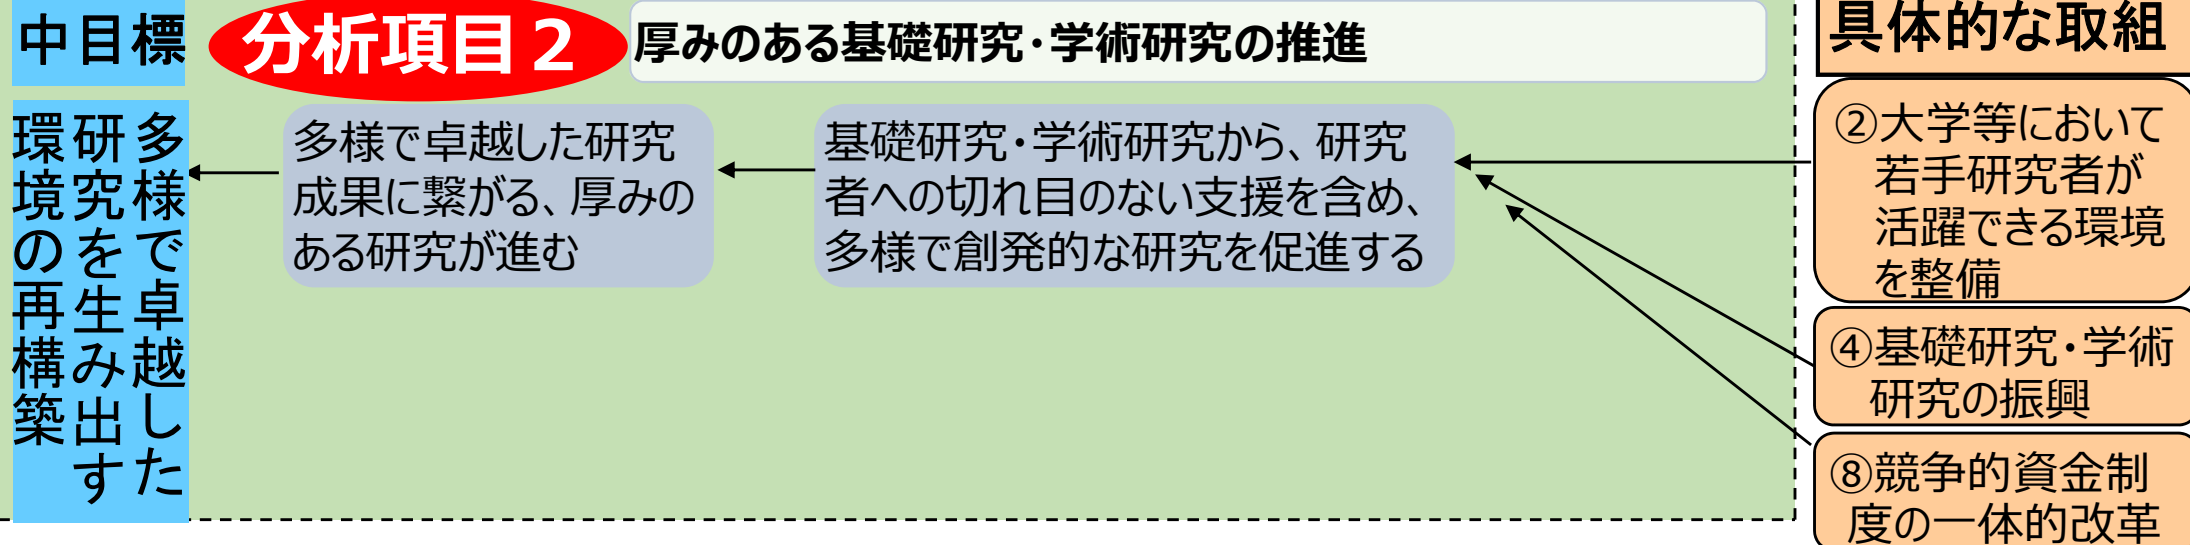 中目標
分析項目２
厚みのある基礎研究・学術研究の推進
具体的な取組
多様で卓越した
研究を生み出す
環境の再構築
多様で卓越した研究
成果に繋がる、厚みの
ある研究が進む
基礎研究・学術研究から、研究
者への切れ目のない支援を含め、
多様で創発的な研究を促進する
②大学等において
若手研究者が
活躍できる環境
を整備
④基礎研究・学術
研究の振興
⑧競争的資金制
度の一体的改革